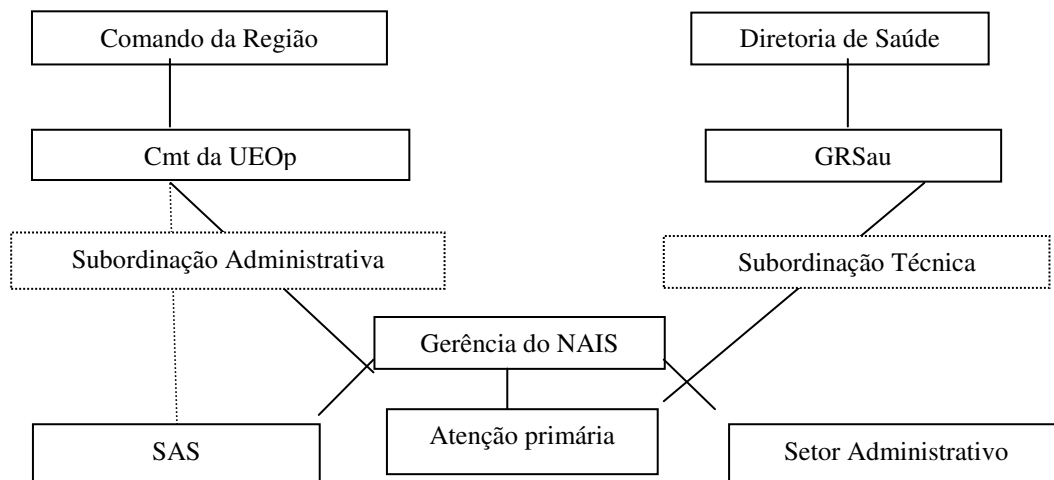 Comando da Região
Diretoria de Saúde
Cmt da UEOp
GRSau
Subordinação Administrativa
Subordinação Técnica
Gerência do NAIS
SAS
Atenção primária
Setor Administrativo